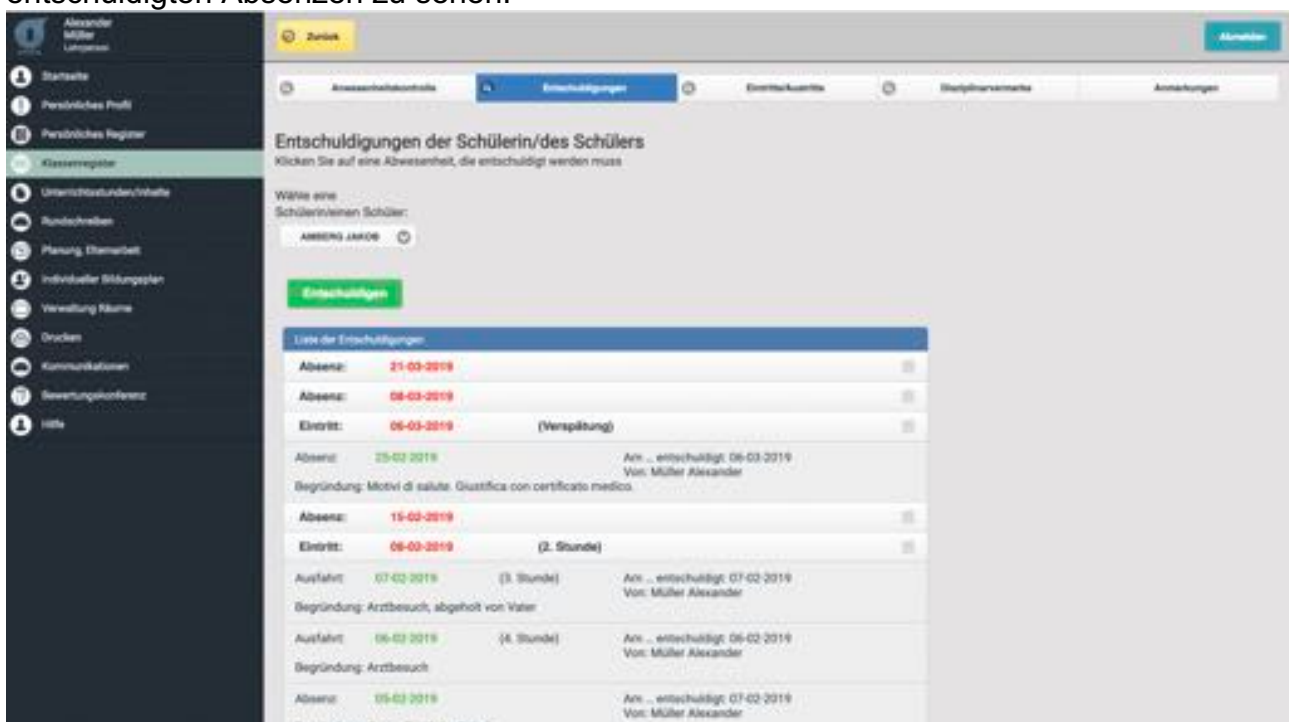 entschuldigten Absenzen zu sehen.
Alexander
Müller
Lehrperson
Zurück
Abmelden
Startseite
Persönliches Profil
Persönliches Register
Klassenregister
Unterrichtsstunden/Inhalte
Rundschreiben
Planung, Elternarbeit
Individueller Bildungsplan
Verwaltung Räume
Drucken
Kommunikationen
Bewertungskonferenz
Hilfe
Anwesenheitskontrolle
Entschuldigungen
Eintritte/Austritte
Disziplinarvermerke
Anmerkungen
Entschuldigungen der Schülerin/des Schülers
Klicken Sie auf eine Abwesenheit, die entschuldigt werden muss
Wähle eine
Schülerin/einen Schüler:
AMBERG JAKOB
Entschuldigen
Liste der Entschuldigungen
Absenz: 21-03-2019
Absenz: 08-03-2019
Eintritt: 06-03-2019 (Verspätung)
Absenz: 25-02-2019 Am ... entschuldigt: 06-03-2019
Von: Müller Alexander
Begründung: Motivi di salute. Giustifica con certificato medico.
Absenz: 15-02-2019
Eintritt: 08-02-2019 (2. Stunde)
Ausfahrt: 07-02-2019 (3. Stunde) Am ... entschuldigt: 07-02-2019
Von: Müller Alexander
Begründung: Arztbesuch, abgeholt von Vater
Ausfahrt: 06-02-2019 (4. Stunde) Am ... entschuldigt: 06-02-2019
Von: Müller Alexander
Begründung: Arztbesuch
Absenz: 05-02-2019 Am ... entschuldigt: 07-02-2019
Von: Müller Alexander